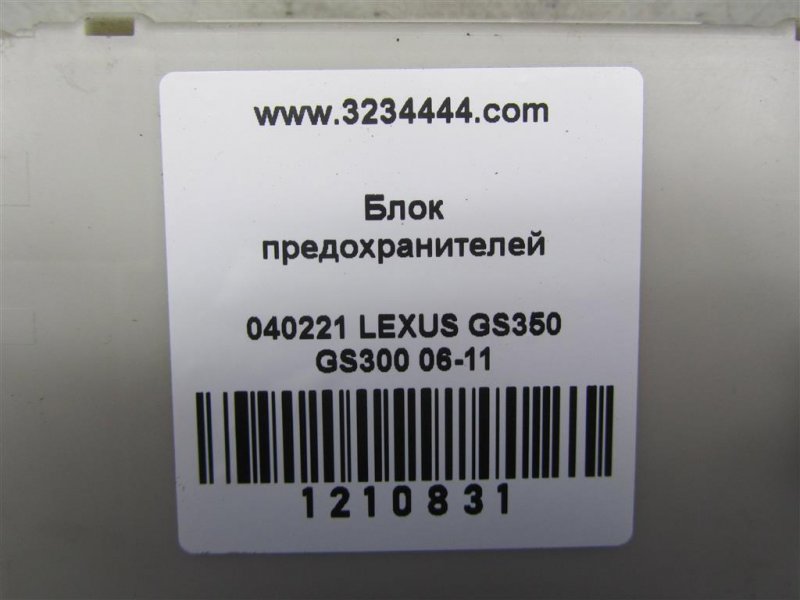 www.3234444.com
Блок
предохранителей
040221 LEXUS GS350
GS300 06-11
1210831